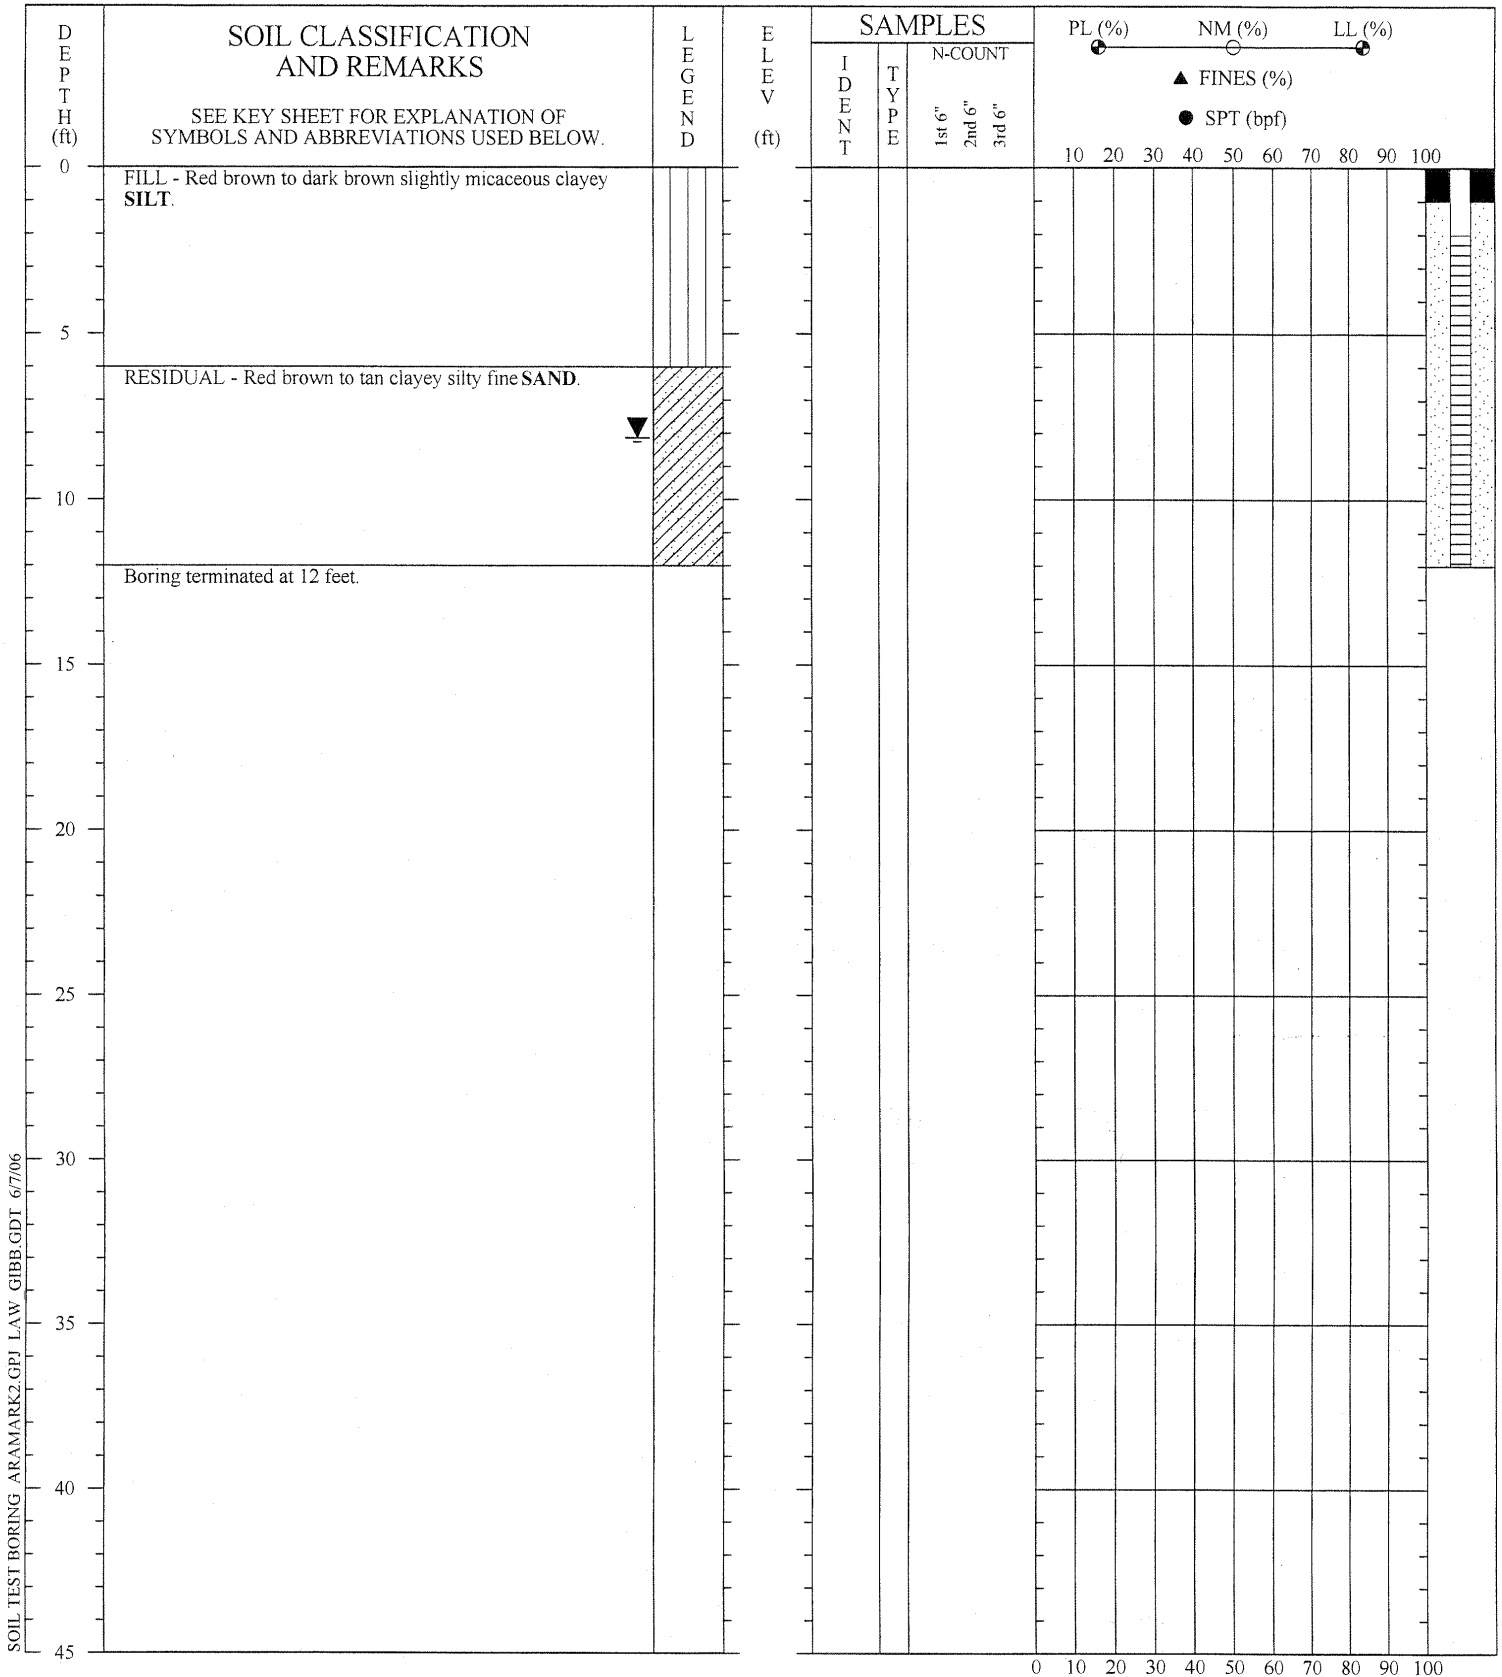 DEPTH
(ft)
SOIL CLASSIFICATION
AND REMARKS
SEE KEY SHEET FOR EXPLANATION OF
SYMBOLS AND ABBREVIATIONS USED BELOW.
LEGEND
ELEV
(ft)
SAMPLES
IDENT
TYPE
N-COUNT
1st 6"
2nd 6"
3rd 6"
PL (%) NM (%) LL (%)
▲ FINES (%)
● SPT (bpf)
10 20 30 40 50 60 70 80 90 100
0
FILL - Red brown to dark brown slightly micaceous clayey
SILT.
5
RESIDUAL - Red brown to tan clayey silty fine SAND.
10
Boring terminated at 12 feet.
15
20
25
30
35
40
45
0 10 20 30 40 50 60 70 80 90 100
SOIL TEST BORING ARAMARK2.GPJ LAW GIBB.GDT 6/7/06